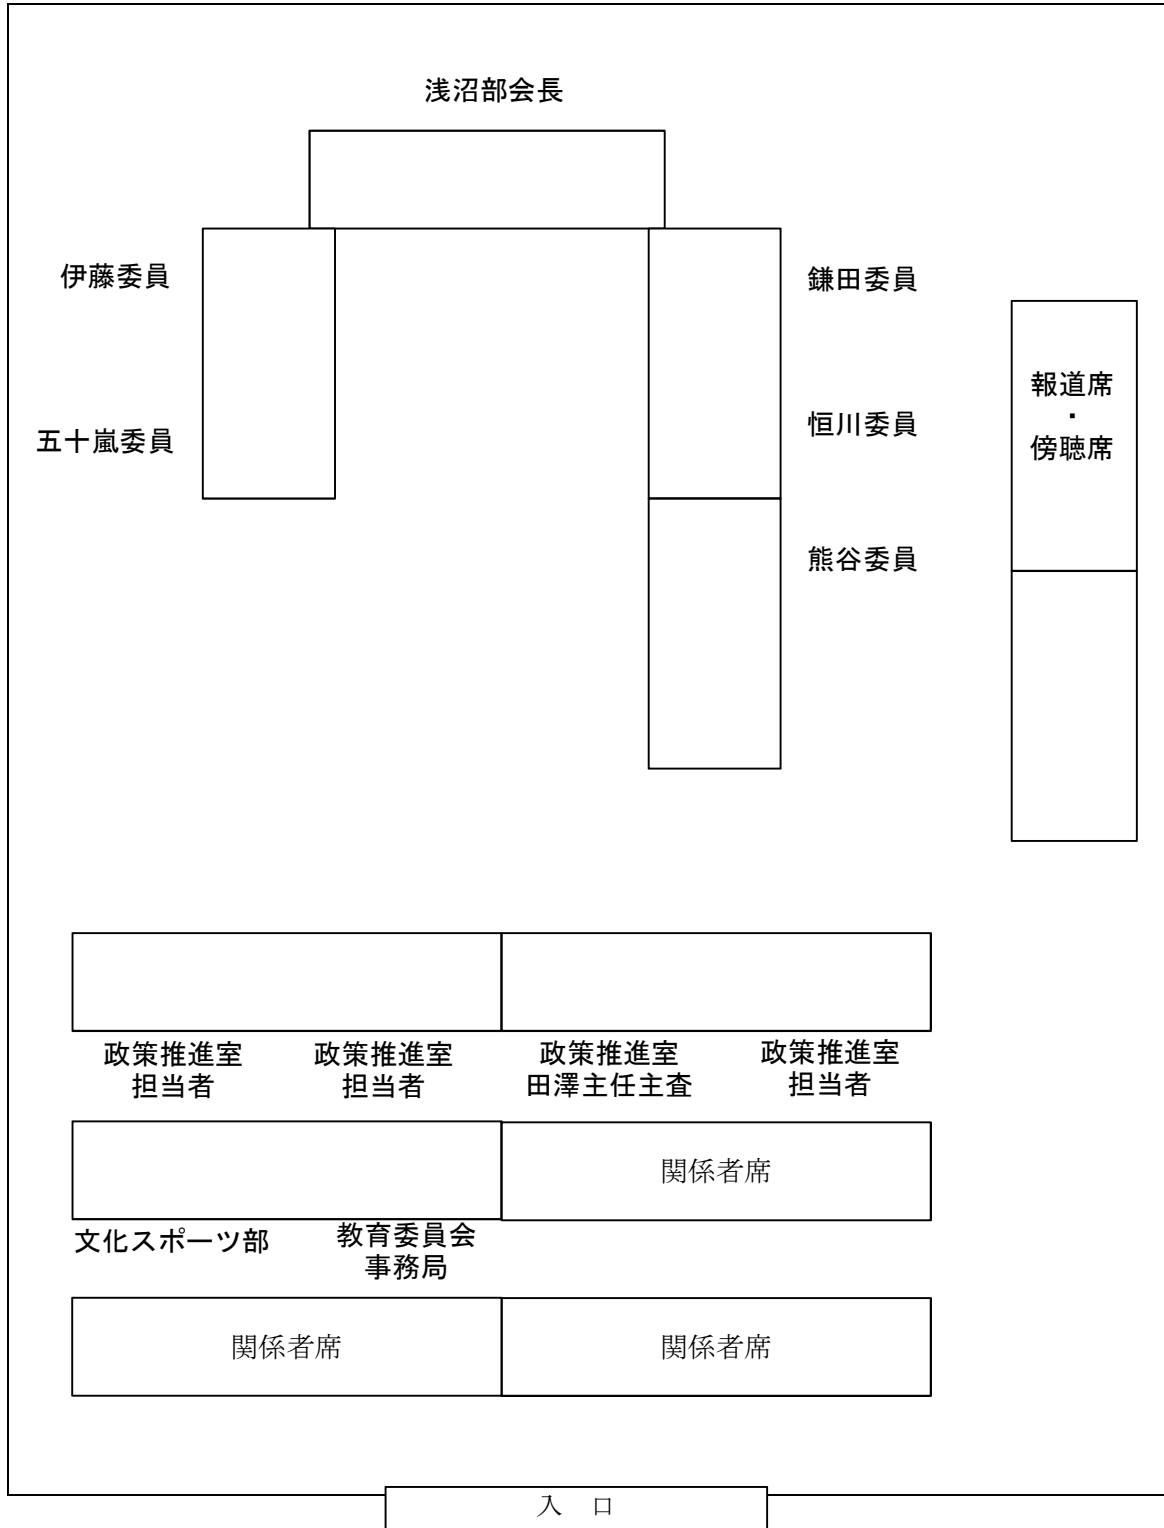 浅沼部会長
伊藤委員
鎌田委員
五十嵐委員
恒川委員
熊谷委員
報道席
・
傍聴席
政策推進室
担当者
政策推進室
担当者
政策推進室
田澤主任主査
政策推進室
担当者
関係者席
文化スポーツ部
教育委員会
事務局
関係者席
関係者席
入　口